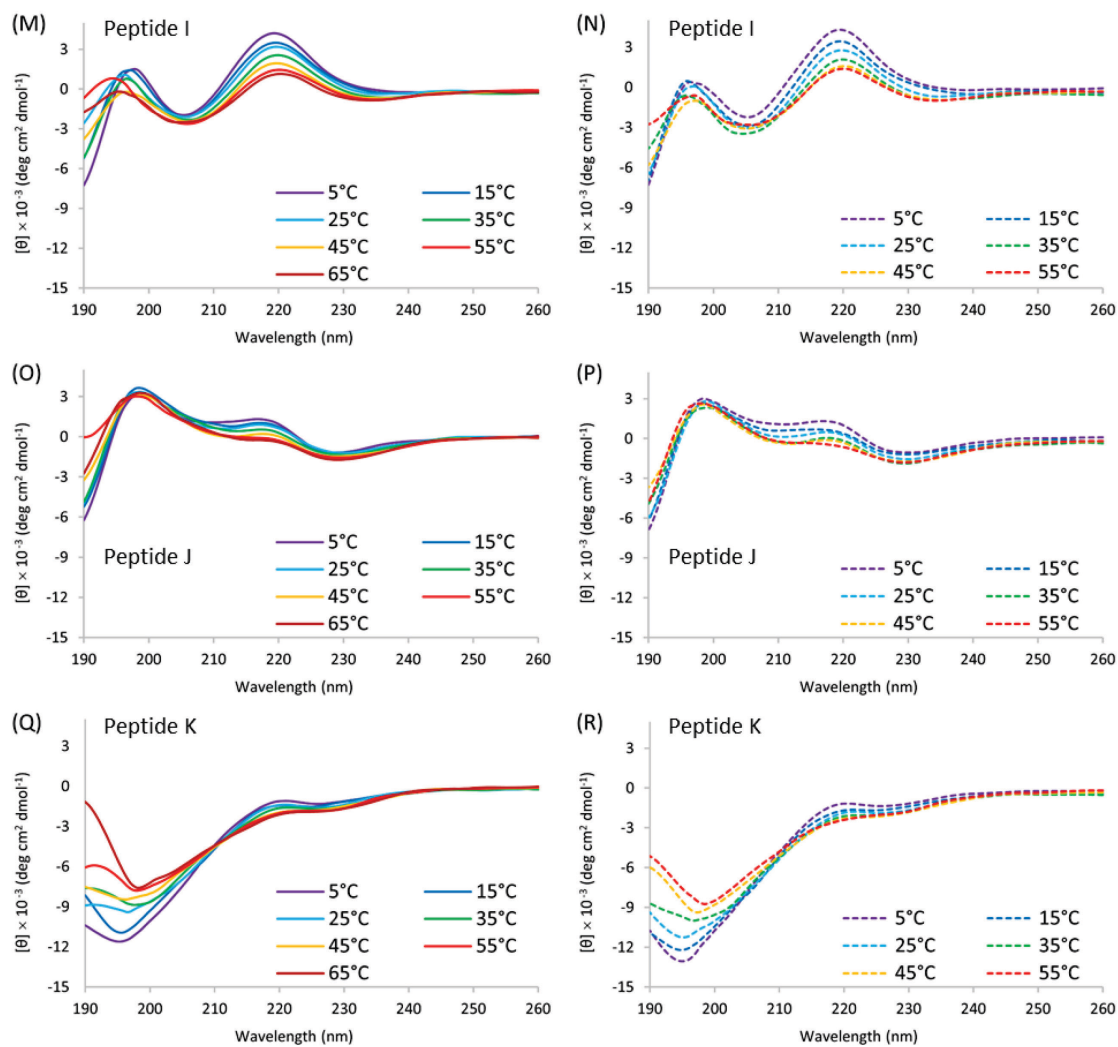 (M) Peptide I
[θ] × 10⁻³ (deg cm² dmol⁻¹)
3
0
-3
-6
-9
-12
-15
5°C 15°C
25°C 35°C
45°C 55°C
65°C
190 200 210 220 230 240 250 260
Wavelength (nm)
(N) Peptide I
[θ] × 10⁻³ (deg cm² dmol⁻¹)
3
0
-3
-6
-9
-12
-15
5°C 15°C
25°C 35°C
45°C 55°C
190 200 210 220 230 240 250 260
Wavelength (nm)
(O)
[θ] × 10⁻³ (deg cm² dmol⁻¹)
3
0
-3
-6
-9
-12
-15
Peptide J
5°C 15°C
25°C 35°C
45°C 55°C
65°C
190 200 210 220 230 240 250 260
Wavelength (nm)
(P)
[θ] × 10⁻³ (deg cm² dmol⁻¹)
3
0
-3
-6
-9
-12
-15
Peptide J
5°C 15°C
25°C 35°C
45°C 55°C
190 200 210 220 230 240 250 260
Wavelength (nm)
(Q) Peptide K
[θ] × 10⁻³ (deg cm² dmol⁻¹)
3
0
-3
-6
-9
-12
-15
5°C 15°C
25°C 35°C
45°C 55°C
65°C
190 200 210 220 230 240 250 260
Wavelength (nm)
(R) Peptide K
[θ] × 10⁻³ (deg cm² dmol⁻¹)
3
0
-3
-6
-9
-12
-15
5°C 15°C
25°C 35°C
45°C 55°C
190 200 210 220 230 240 250 260
Wavelength (nm)